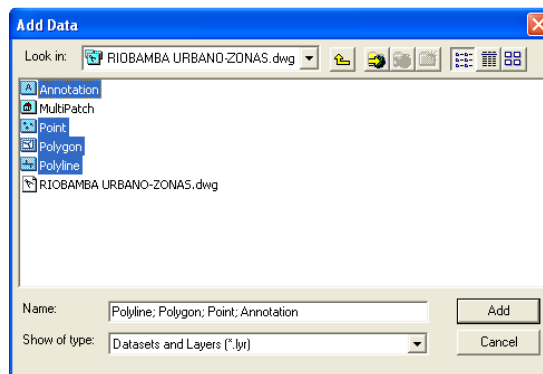 Add Data
Look in: RIOBAMBA URBANO-ZONAS.dwg
Annotation
MultiPatch
Point
Polygon
Polyline
RIOBAMBA URBANO-ZONAS.dwg
Name: Polyline; Polygon; Point; Annotation Add
Show of type: Datasets and Layers (*.lyr) Cancel